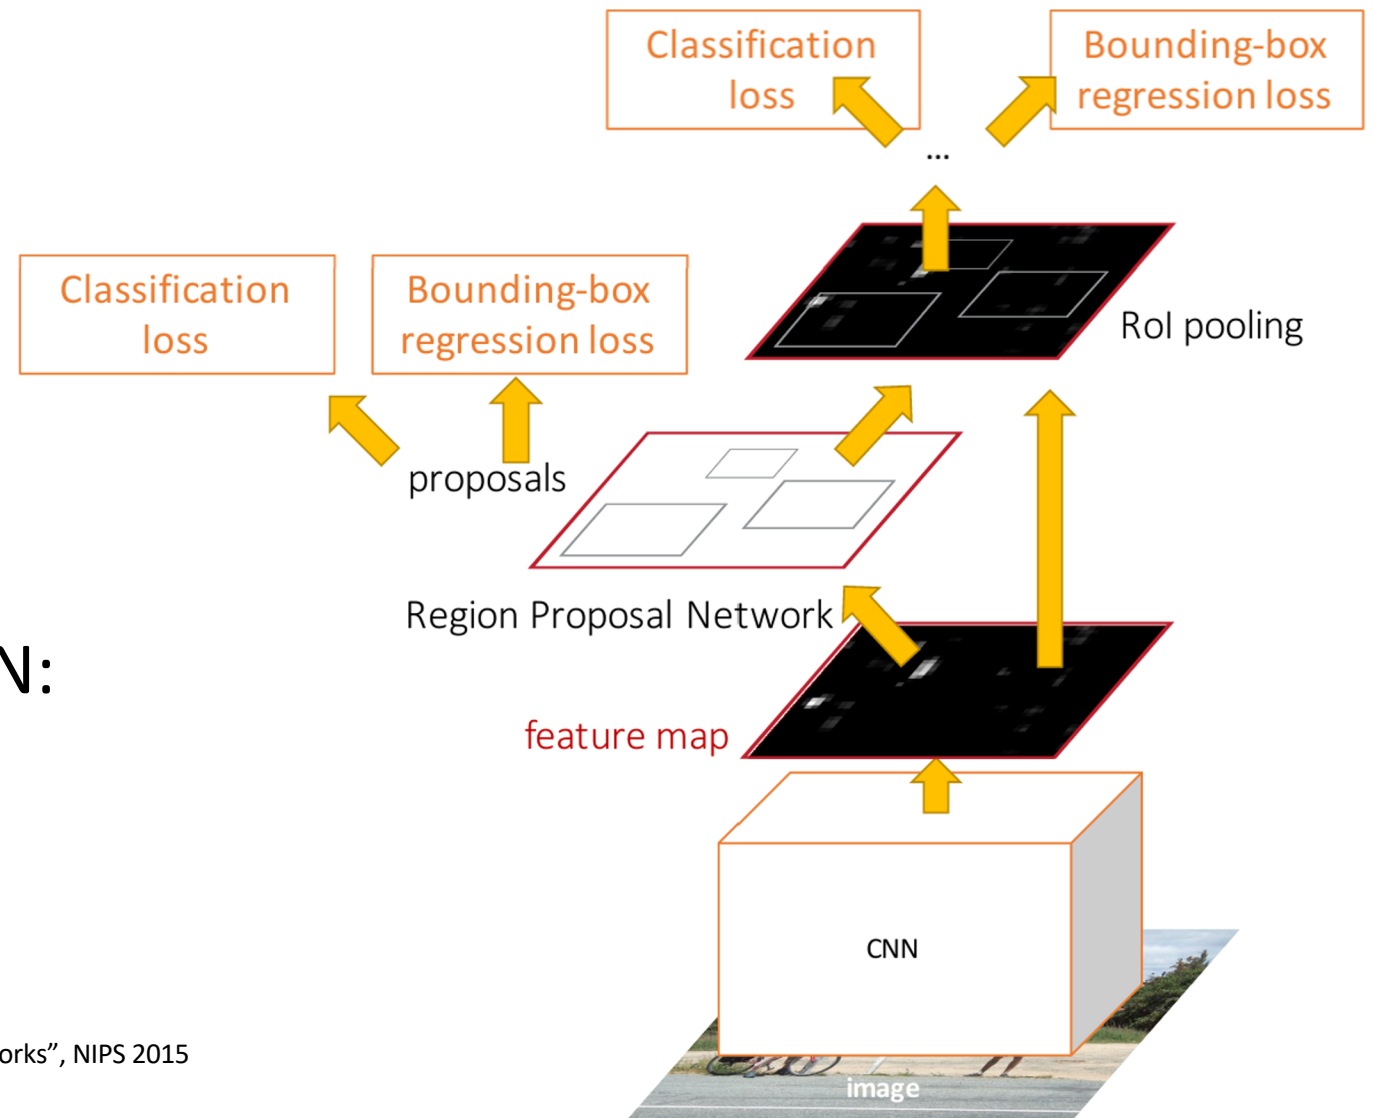 Classification
loss
Bounding-box
regression loss
...
Classification
loss
Bounding-box
regression loss
RoI pooling
proposals
Region Proposal Network
N:
feature map
CNN
orks”, NIPS 2015
image